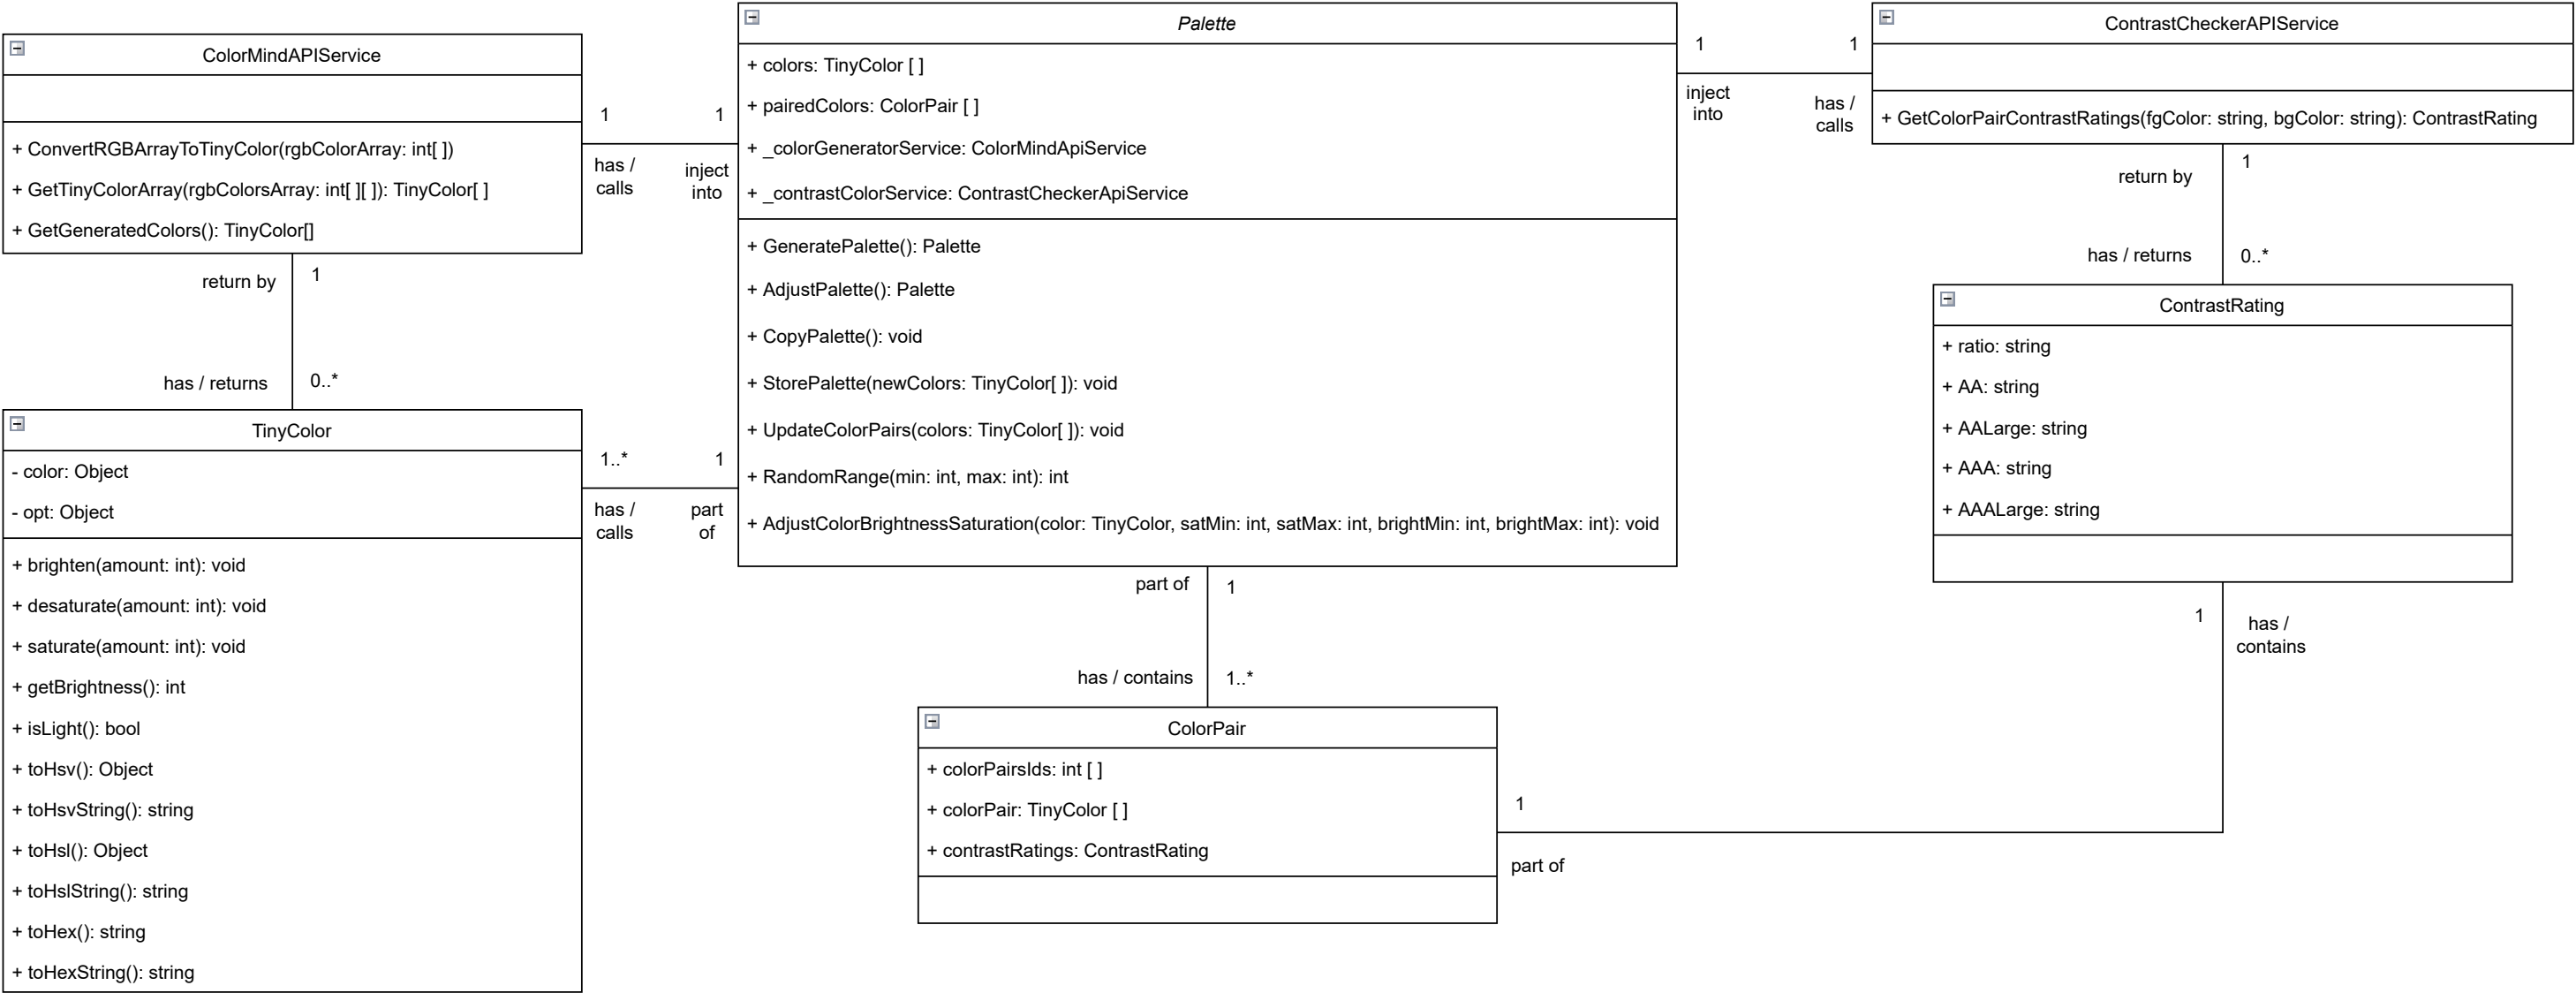 ColorMindAPIService
+ ConvertRGBArrayToTinyColor(rgbColorArray: int[ ])
+ GetTinyColorArray(rgbColorsArray: int[ ][ ]): TinyColor[ ]
+ GetGeneratedColors(): TinyColor[]
1
1
has /
calls
inject
into
Palette
+ colors: TinyColor [ ]
+ pairedColors: ColorPair [ ]
+ _colorGeneratorService: ColorMindApiService
+ _contrastColorService: ContrastCheckerApiService
+ GeneratePalette(): Palette
+ AdjustPalette(): Palette
+ CopyPalette(): void
+ StorePalette(newColors: TinyColor[ ]): void
+ UpdateColorPairs(colors: TinyColor[ ]): void
+ RandomRange(min: int, max: int): int
+ AdjustColorBrightnessSaturation(color: TinyColor, satMin: int, satMax: int, brightMin: int, brightMax: int): void
1
1
inject
into
has /
calls
ContrastCheckerAPIService
+ GetColorPairContrastRatings(fgColor: string, bgColor: string): ContrastRating
return by
1
has / returns
0..*
ContrastRating
+ ratio: string
+ AA: string
+ AALarge: string
+ AAA: string
+ AAALarge: string
1
has /
contains
return by
1
has / returns
0..*
TinyColor
- color: Object
- opt: Object
+ brighten(amount: int): void
+ desaturate(amount: int): void
+ saturate(amount: int): void
+ getBrightness(): int
+ isLight(): bool
+ toHsv(): Object
+ toHsvString(): string
+ toHsl(): Object
+ toHslString(): string
+ toHex(): string
+ toHexString(): string
1..*
1
has /
calls
part
of
part of
1
has / contains
1..*
ColorPair
+ colorPairsIds: int [ ]
+ colorPair: TinyColor [ ]
+ contrastRatings: ContrastRating
1
part of